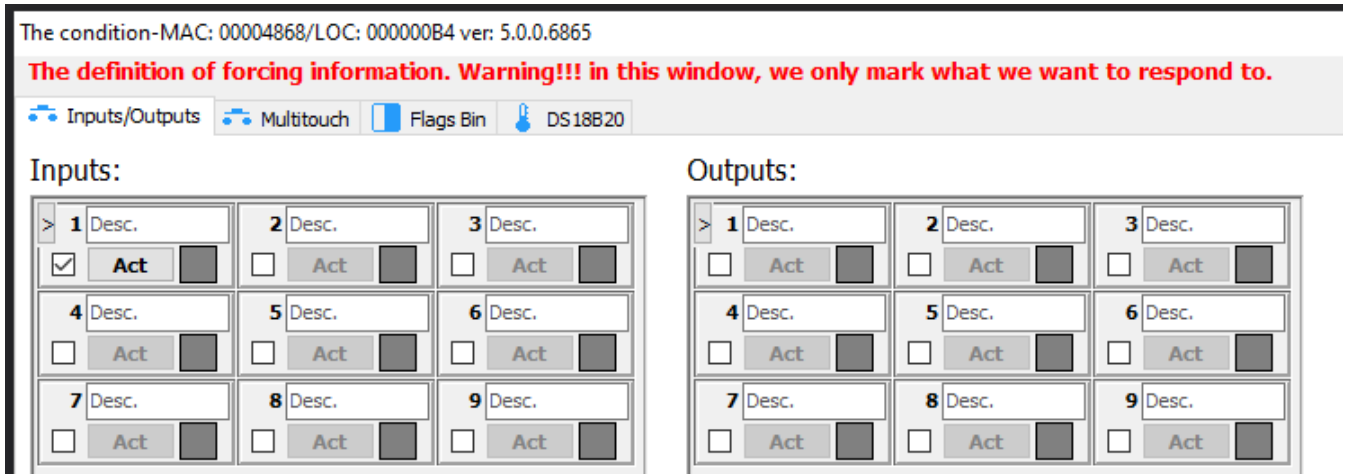 The condition-MAC: 00004868/LOC: 000000B4 ver: 5.0.0.6865
The definition of forcing information. Warning!!! in this window, we only mark what we want to respond to.
Inputs/Outputs Multitouch Flags Bin DS18B20
Inputs:
> 1 Desc. 2 Desc. 3 Desc.
Act Act Act
4 Desc. 5 Desc. 6 Desc.
Act Act Act
7 Desc. 8 Desc. 9 Desc.
Act Act Act
Outputs:
> 1 Desc. 2 Desc. 3 Desc.
Act Act Act
4 Desc. 5 Desc. 6 Desc.
Act Act Act
7 Desc. 8 Desc. 9 Desc.
Act Act Act